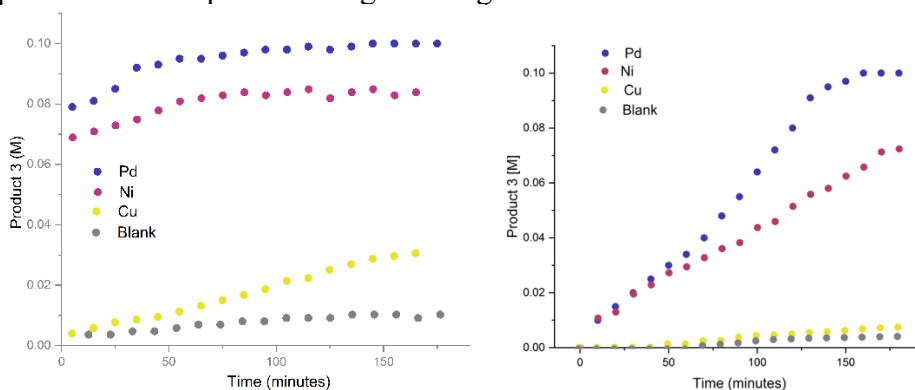 0.10
0.08
0.06
0.04
0.02
0.00
Product 3 (M)
Pd
Ni
Cu
Blank
0
50
100
150
Time (minutes)
0.10
0.08
0.06
0.04
0.02
0.00
Product 3 [M]
Pd
Ni
Cu
Blank
0
50
100
150
Time (minutes)